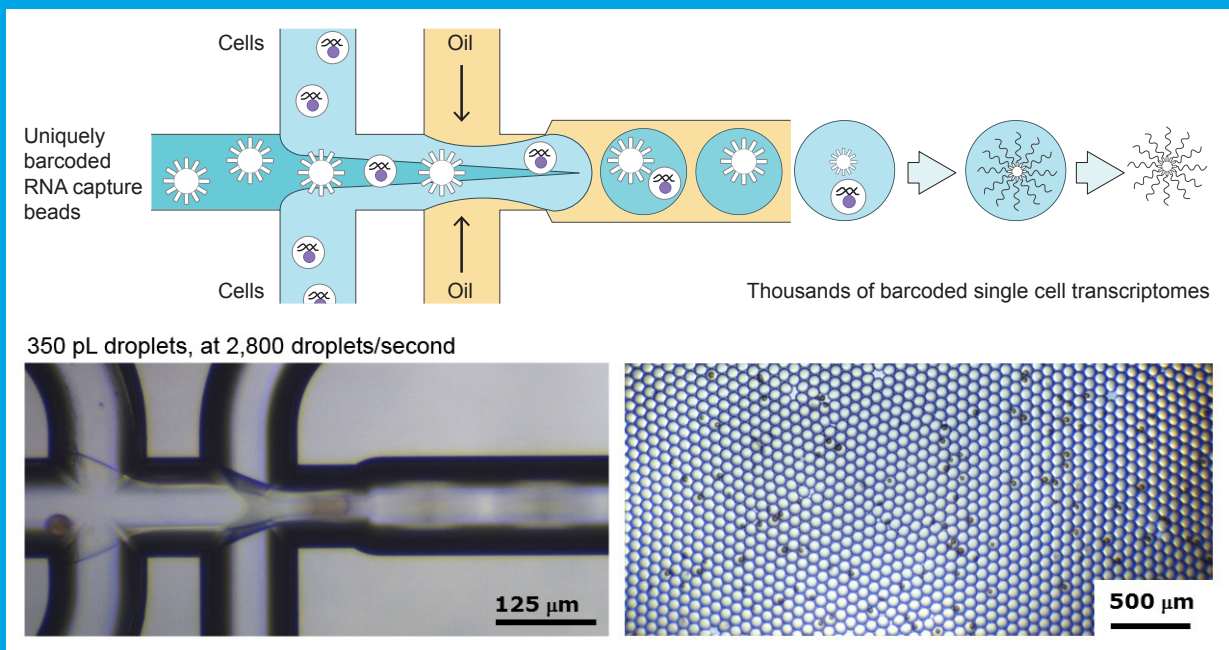 Cells
Oil
Uniquely
barcoded
RNA capture
beads
Cells
Oil
Thousands of barcoded single cell transcriptomes
350 pL droplets, at 2,800 droplets/second
125 μm
500 μm